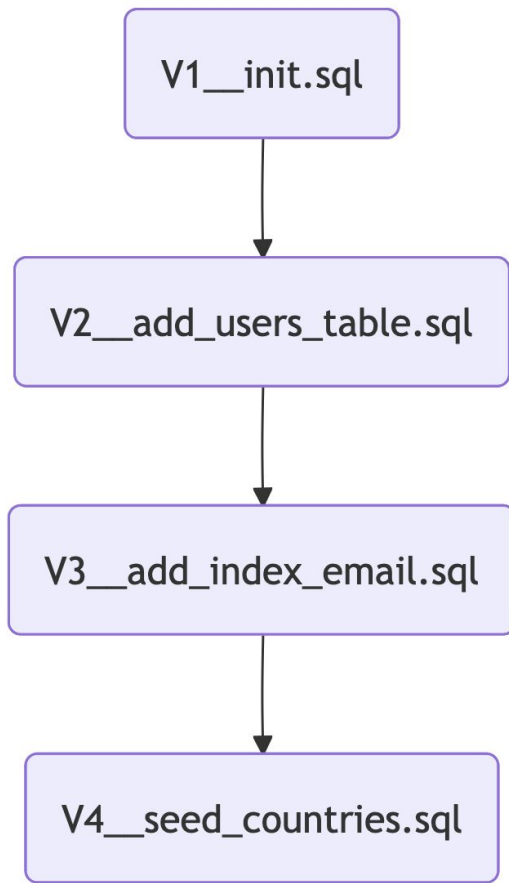 V1__init.sql
V2__add_users_table.sql
V3__add_index_email.sql
V4__seed_countries.sql